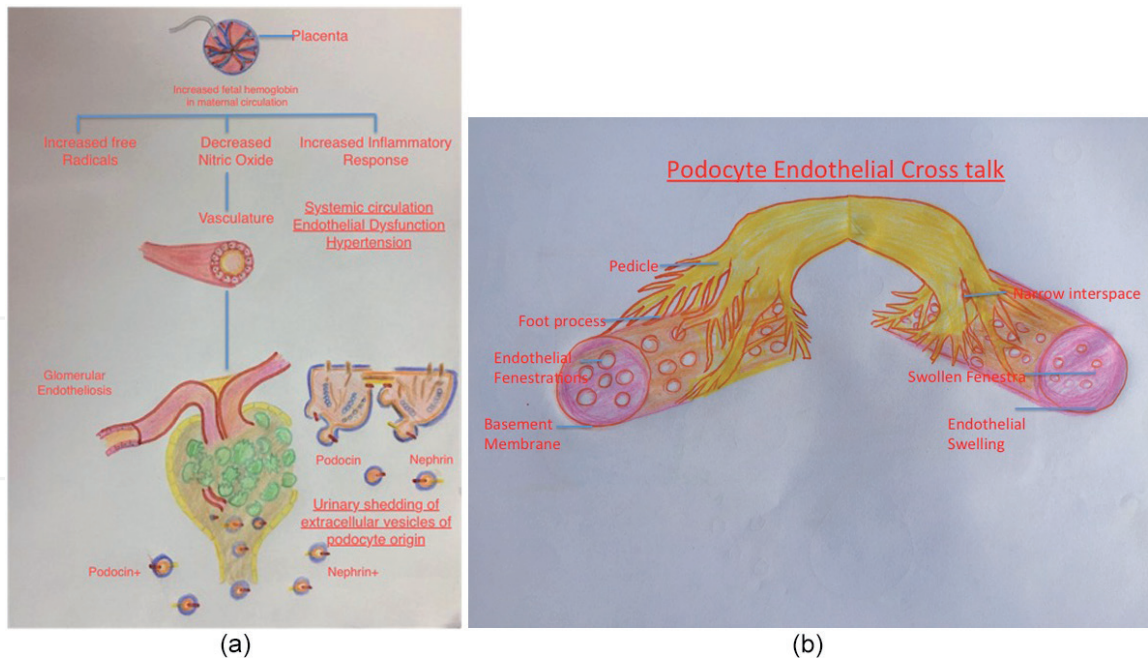 Placenta
Increased fetal hemoglobin
in maternal circulation
Increased free
Radicals
Decreased
Nitric Oxide
Increased Inflammatory
Response
Vasculature
Systemic circulation
Endothelial Dysfunction
Hypertension
Glomerular
Endotheliosis
Podocin
Nephrin
Urinary shedding of
extracellular vesicles of
podocyte origin
Podocin+
Nephrin+
(a)
Podocyte Endothelial Cross talk
Pedicle
Narrow interspace
Foot process
Endothelial
Fenestrations
Swollen Fenestra
Basement
Membrane
Endothelial
Swelling
(b)